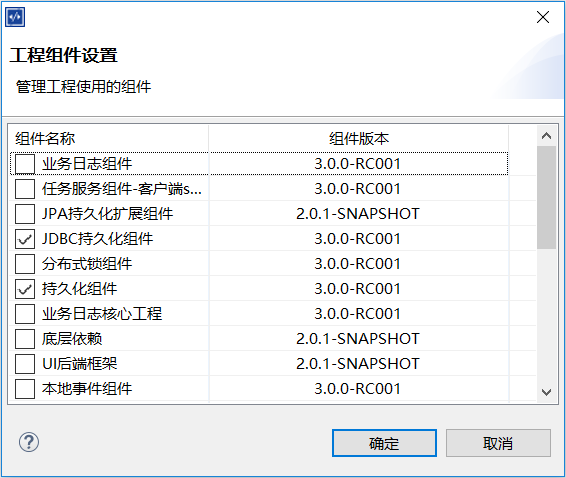 工程组件设置
管理工程使用的组件
组件名称 组件版本
业务日志组件 3.0.0-RC001
任务服务组件-客户端s... 3.0.0-RC001
JPA持久化扩展组件 2.0.1-SNAPSHOT
JDBC持久化组件 3.0.0-RC001
分布式锁组件 3.0.0-RC001
持久化组件 3.0.0-RC001
业务日志核心工程 3.0.0-RC001
底层依赖 2.0.1-SNAPSHOT
UI后端框架 2.0.1-SNAPSHOT
本地事件组件 3.0.0-RC001
确定 取消